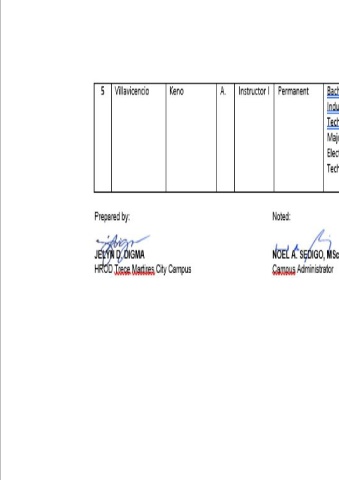 5 Villavicencio Keno A. Instructor I Permanent Bach
Indu
Tech
Majo
Elect
Tech
Prepared by: Noted:
JELYN D. DIGMA NOEL A. SEDIGO, MSc
HROD Trece Martires City Campus Campus Administrator